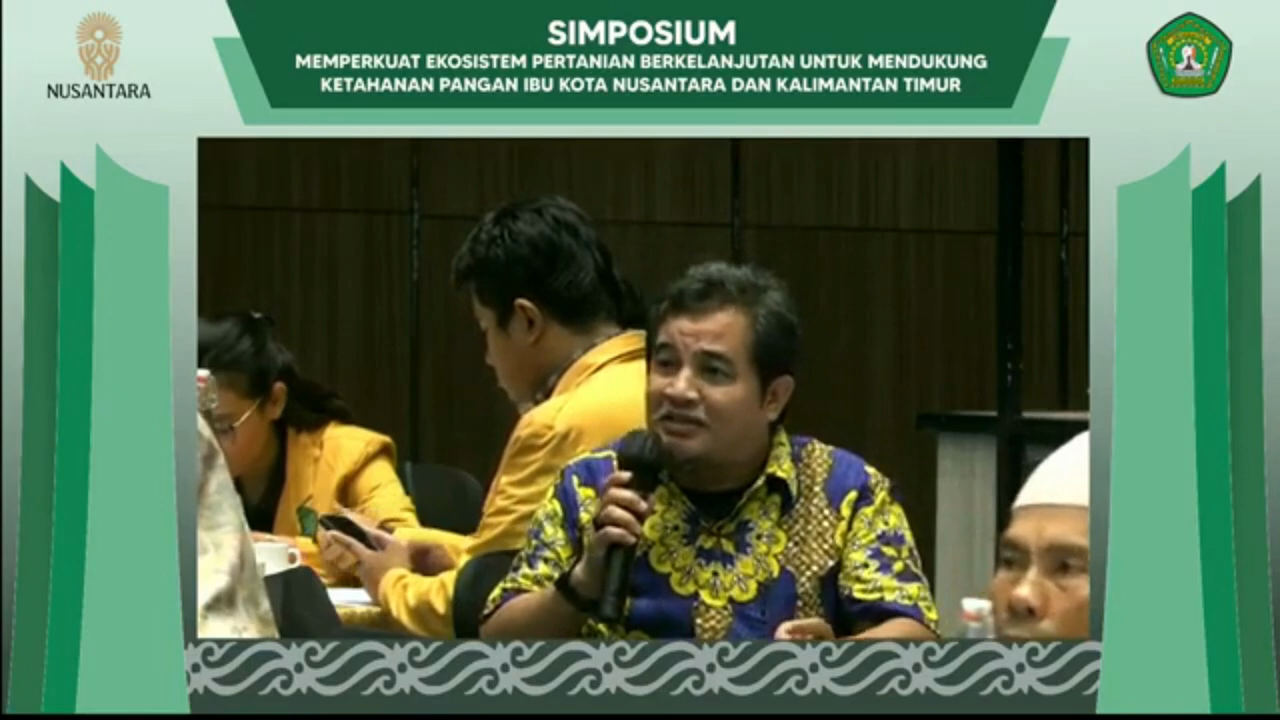 SIMPOSIUM
MEMPERKUAT EKOSISTEM PERTANIAN BERKELANJUTAN UNTUK MENDUKUNG
KETAHANAN PANGAN IBU KOTA NUSANTARA DAN KALIMANTAN TIMUR
NUSANTARA